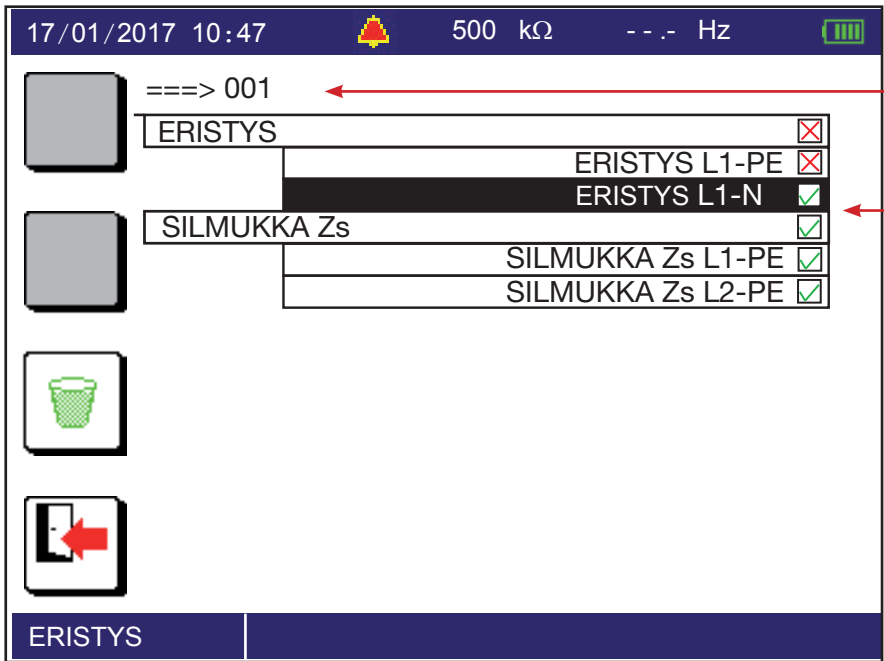 17/01/2017 10:47 500 kΩ - - .- Hz
===> 001
ERISTYS
ERISTYS L1-PE
ERISTYS L1-N
SILMUKKA Zs
SILMUKKA Zs L1-PE
SILMUKKA Zs L2-PE
ERISTYS